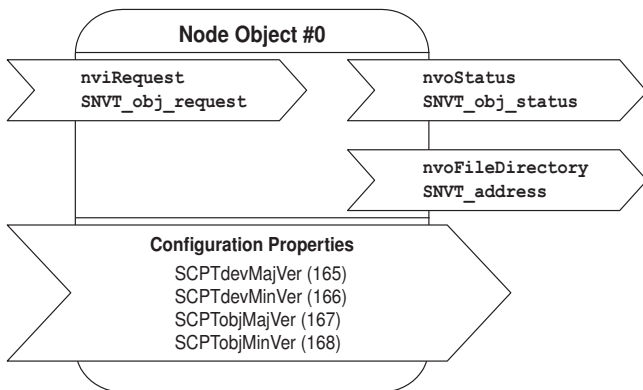 Node Object #0
nviRequest
SNVT_obj_request
nvoStatus
SNVT_obj_status
nvoFileDirectory
SNVT_address
Configuration Properties
SCPTdevMajVer (165)
SCPTdevMinVer (166)
SCPTobjMajVer (167)
SCPTobjMinVer (168)